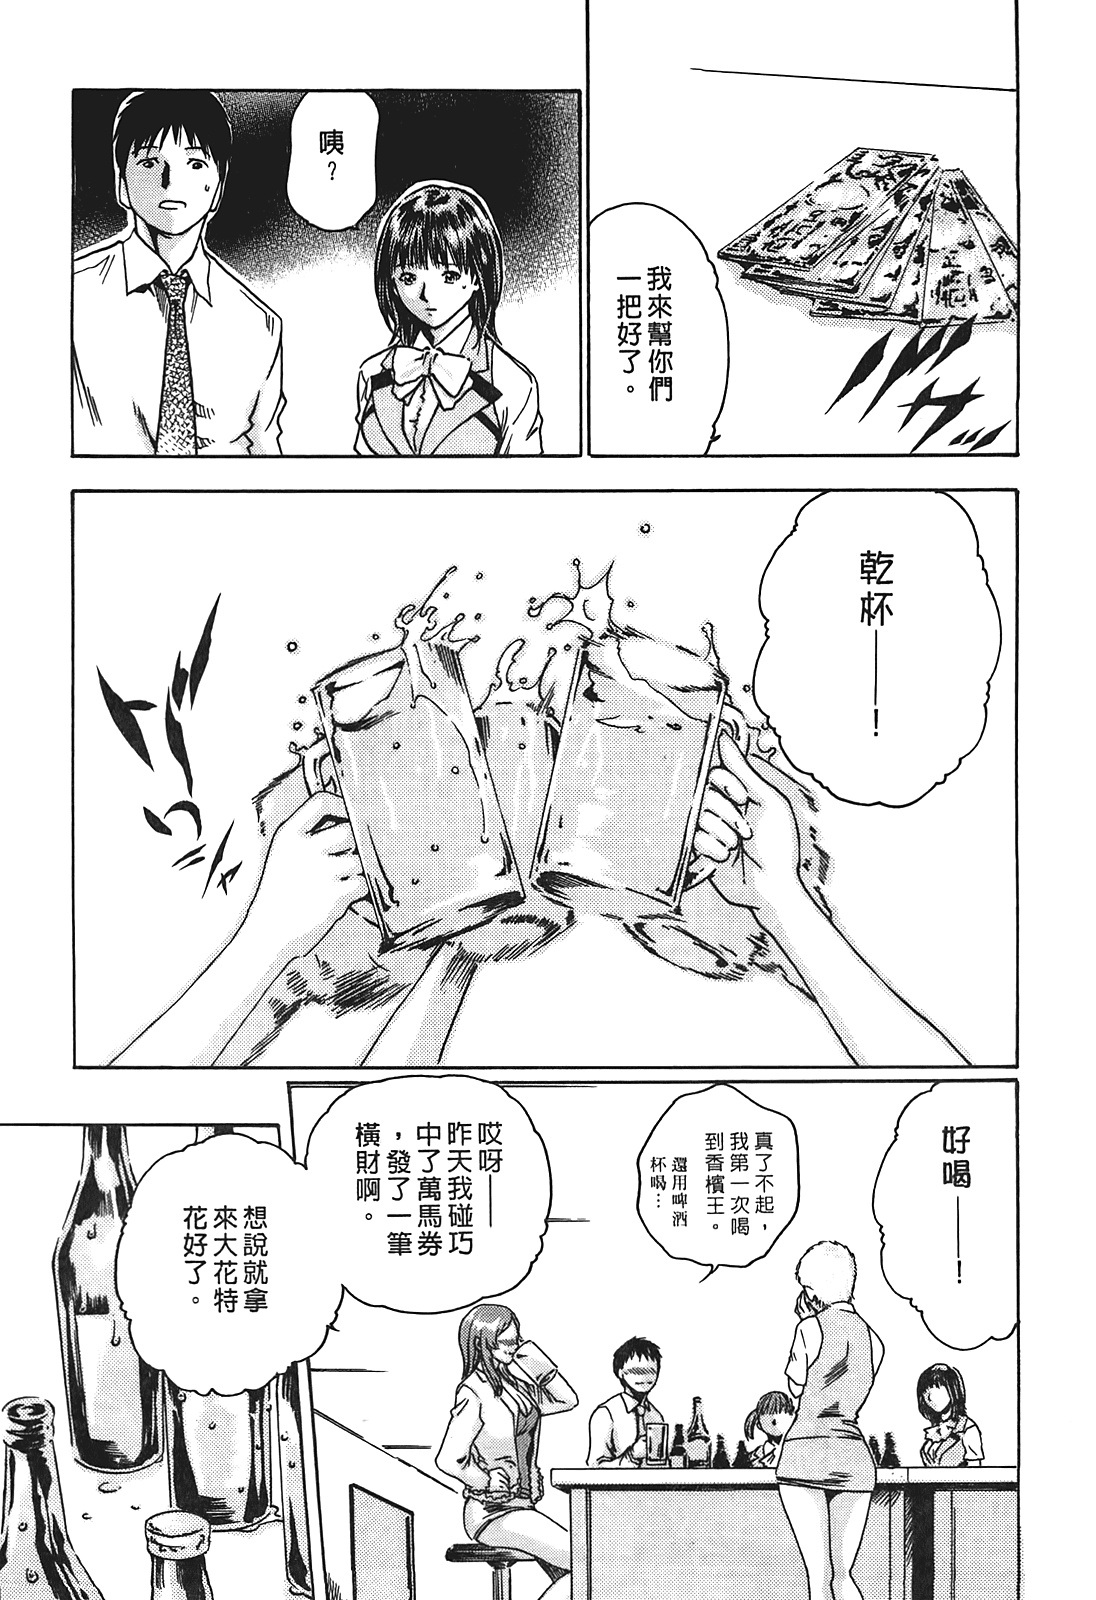 我來幫你們
一把好了。
バサッ
咦？
乾杯——！
好喝——！
真了不起，
我第一次喝
到香檳王。
還用啤酒
杯喝…
哎呀——
昨天我碰巧
中了萬馬券
，發了一筆
橫財啊。
想說就拿
來大花特
花好了。